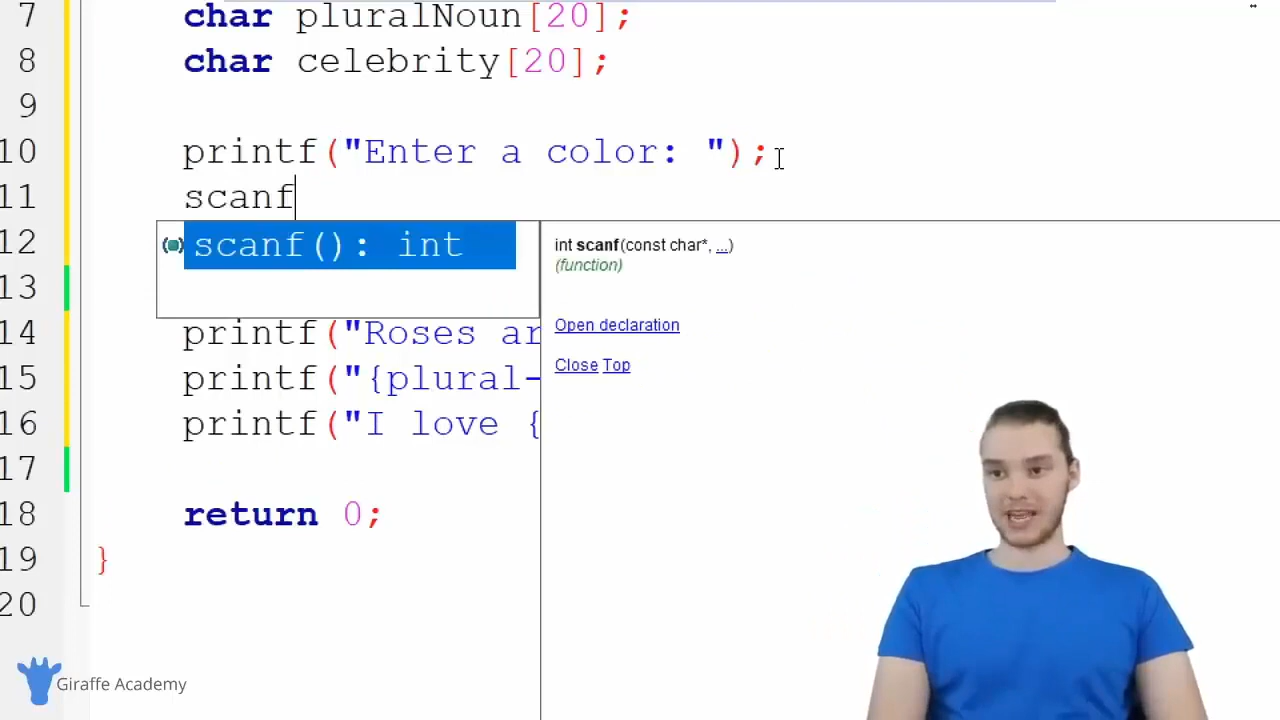 7 char pluralNoun[20];
8 char celebrity[20];
9
10 printf("Enter a color: ");
11 scanf
12 scanf(): int
int scanf(const char*, ...)
(function)
Open declaration
Close Top
13
14 printf("Roses ar
15 printf("{plural-
16 printf("I love {
17
18 return 0;
19 }
20
Giraffe Academy